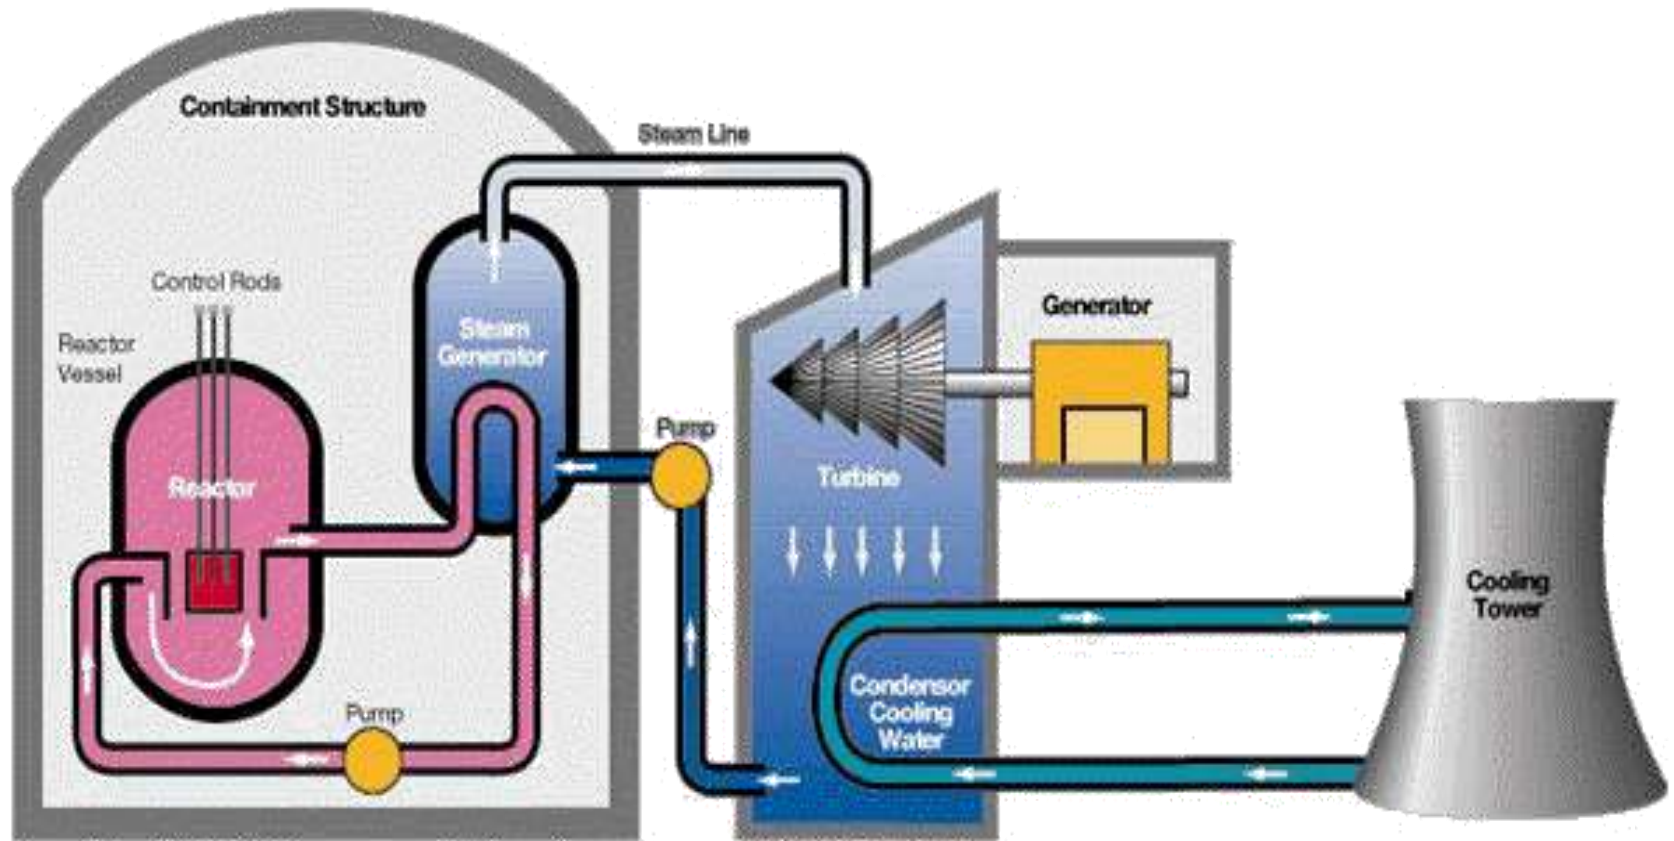 Containment Structure
Steam Line
Control Rods
Reactor
Vessel
Steam
Generator
Generator
Pump
Reactor
Turbine
Cooling
Tower
Condensor
Cooling
Water
Pump